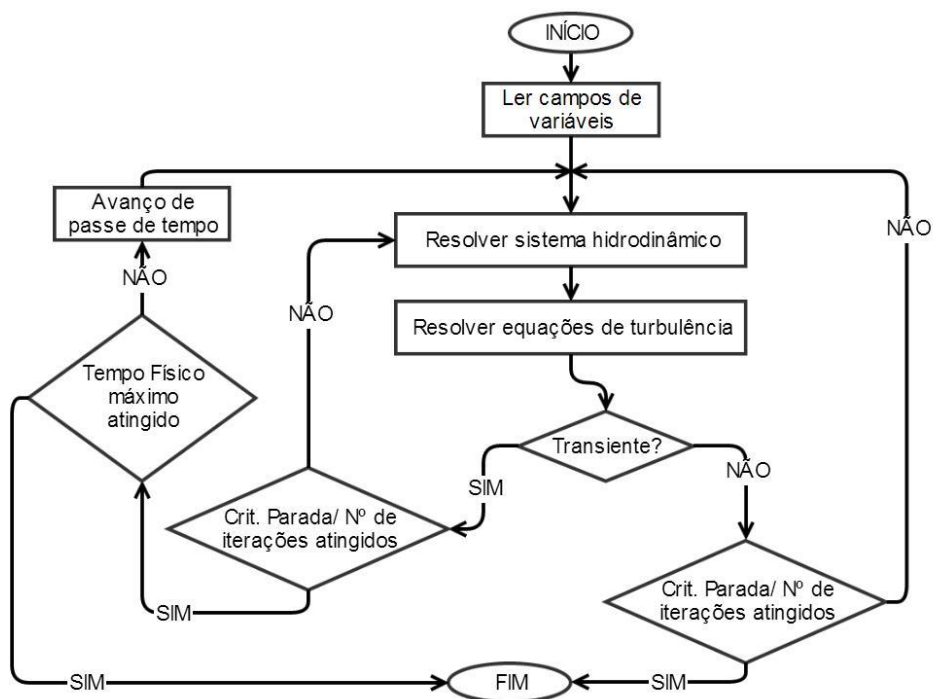 INÍCIO
Ler campos de
variáveis
Avanço de
passe de tempo
NÃO
Resolver sistema hidrodinâmico
NÃO
NÃO
Resolver equações de turbulência
Tempo Físico
máximo
atingido
Transiente?
SIM
NÃO
Crit. Parada/ Nº de
iterações atingidos
Crit. Parada/ Nº de
iterações atingidos
SIM
SIM
FIM
SIM